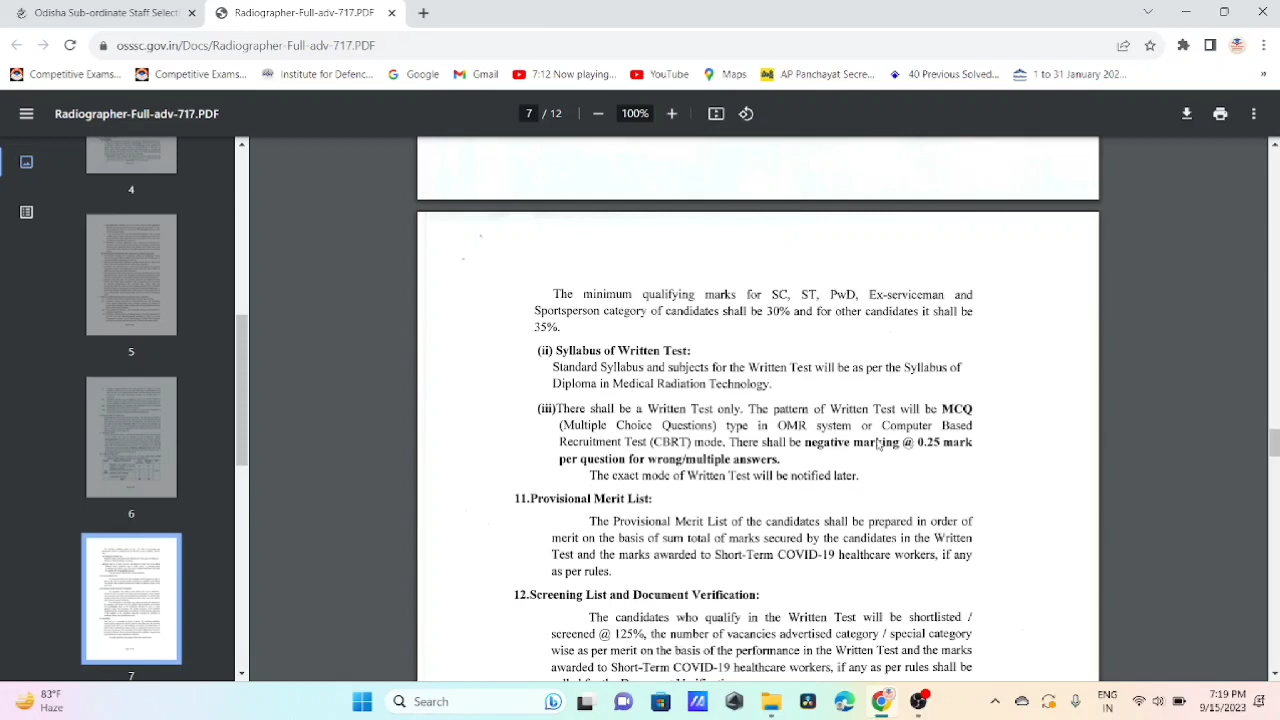 Odisha Sub-ordinate Staff Select
Radiographer-Full-adv-717.PDF
osssc.gov.in/Docs/Radiographer-Full-adv-717.PDF
Competitive Exams...
Competitive Exams...
Institute for Defenc...
Google
Gmail
7:12 Now playing...
YouTube
Maps
AP Panchayat Secre...
40 Previous Solved...
1 to 31 January 202...
»
Radiographer-Full-adv-717.PDF
7 / 12
100%
4
5
6
7
The minimum qualifying marks for SC, ST, PwD, Ex-serviceman and
Sportsperson category of candidates shall be 30% and for other candidates it shall be
35%.
(ii) Syllabus of Written Test:
Standard Syllabus and subjects for the Written Test will be as per the Syllabus of
Diploma in Medical Radiation Technology.
(iii)There shall be a Written Test only. The pattern of Written Test will be MCQ
(Multiple Choice Questions) type in OMR system or Computer Based
Recruitment Test (CBRT) mode. There shall be negative marking @ 0.25 mark
per question for wrong/multiple answers.
The exact mode of Written Test will be notified later.
11.Provisional Merit List:
The Provisional Merit List of the candidates shall be prepared in order of
merit on the basis of sum total of marks secured by the candidates in the Written
Test and the marks awarded to Short-Term COVID-19 healthcare workers, if any
as per rules.
12.Screening List and Document Verification:
The candidates who qualify in the Written Test will be shortlisted
screened @ 125%, the number of vacancies advertised category / special category
wise as per merit on the basis of the performance in the Written Test and the marks
awarded to Short-Term COVID-19 healthcare workers, if any as per rules shall be
83°F
Haze
Search
ENG
IN
7:19 PM
9/15/2023